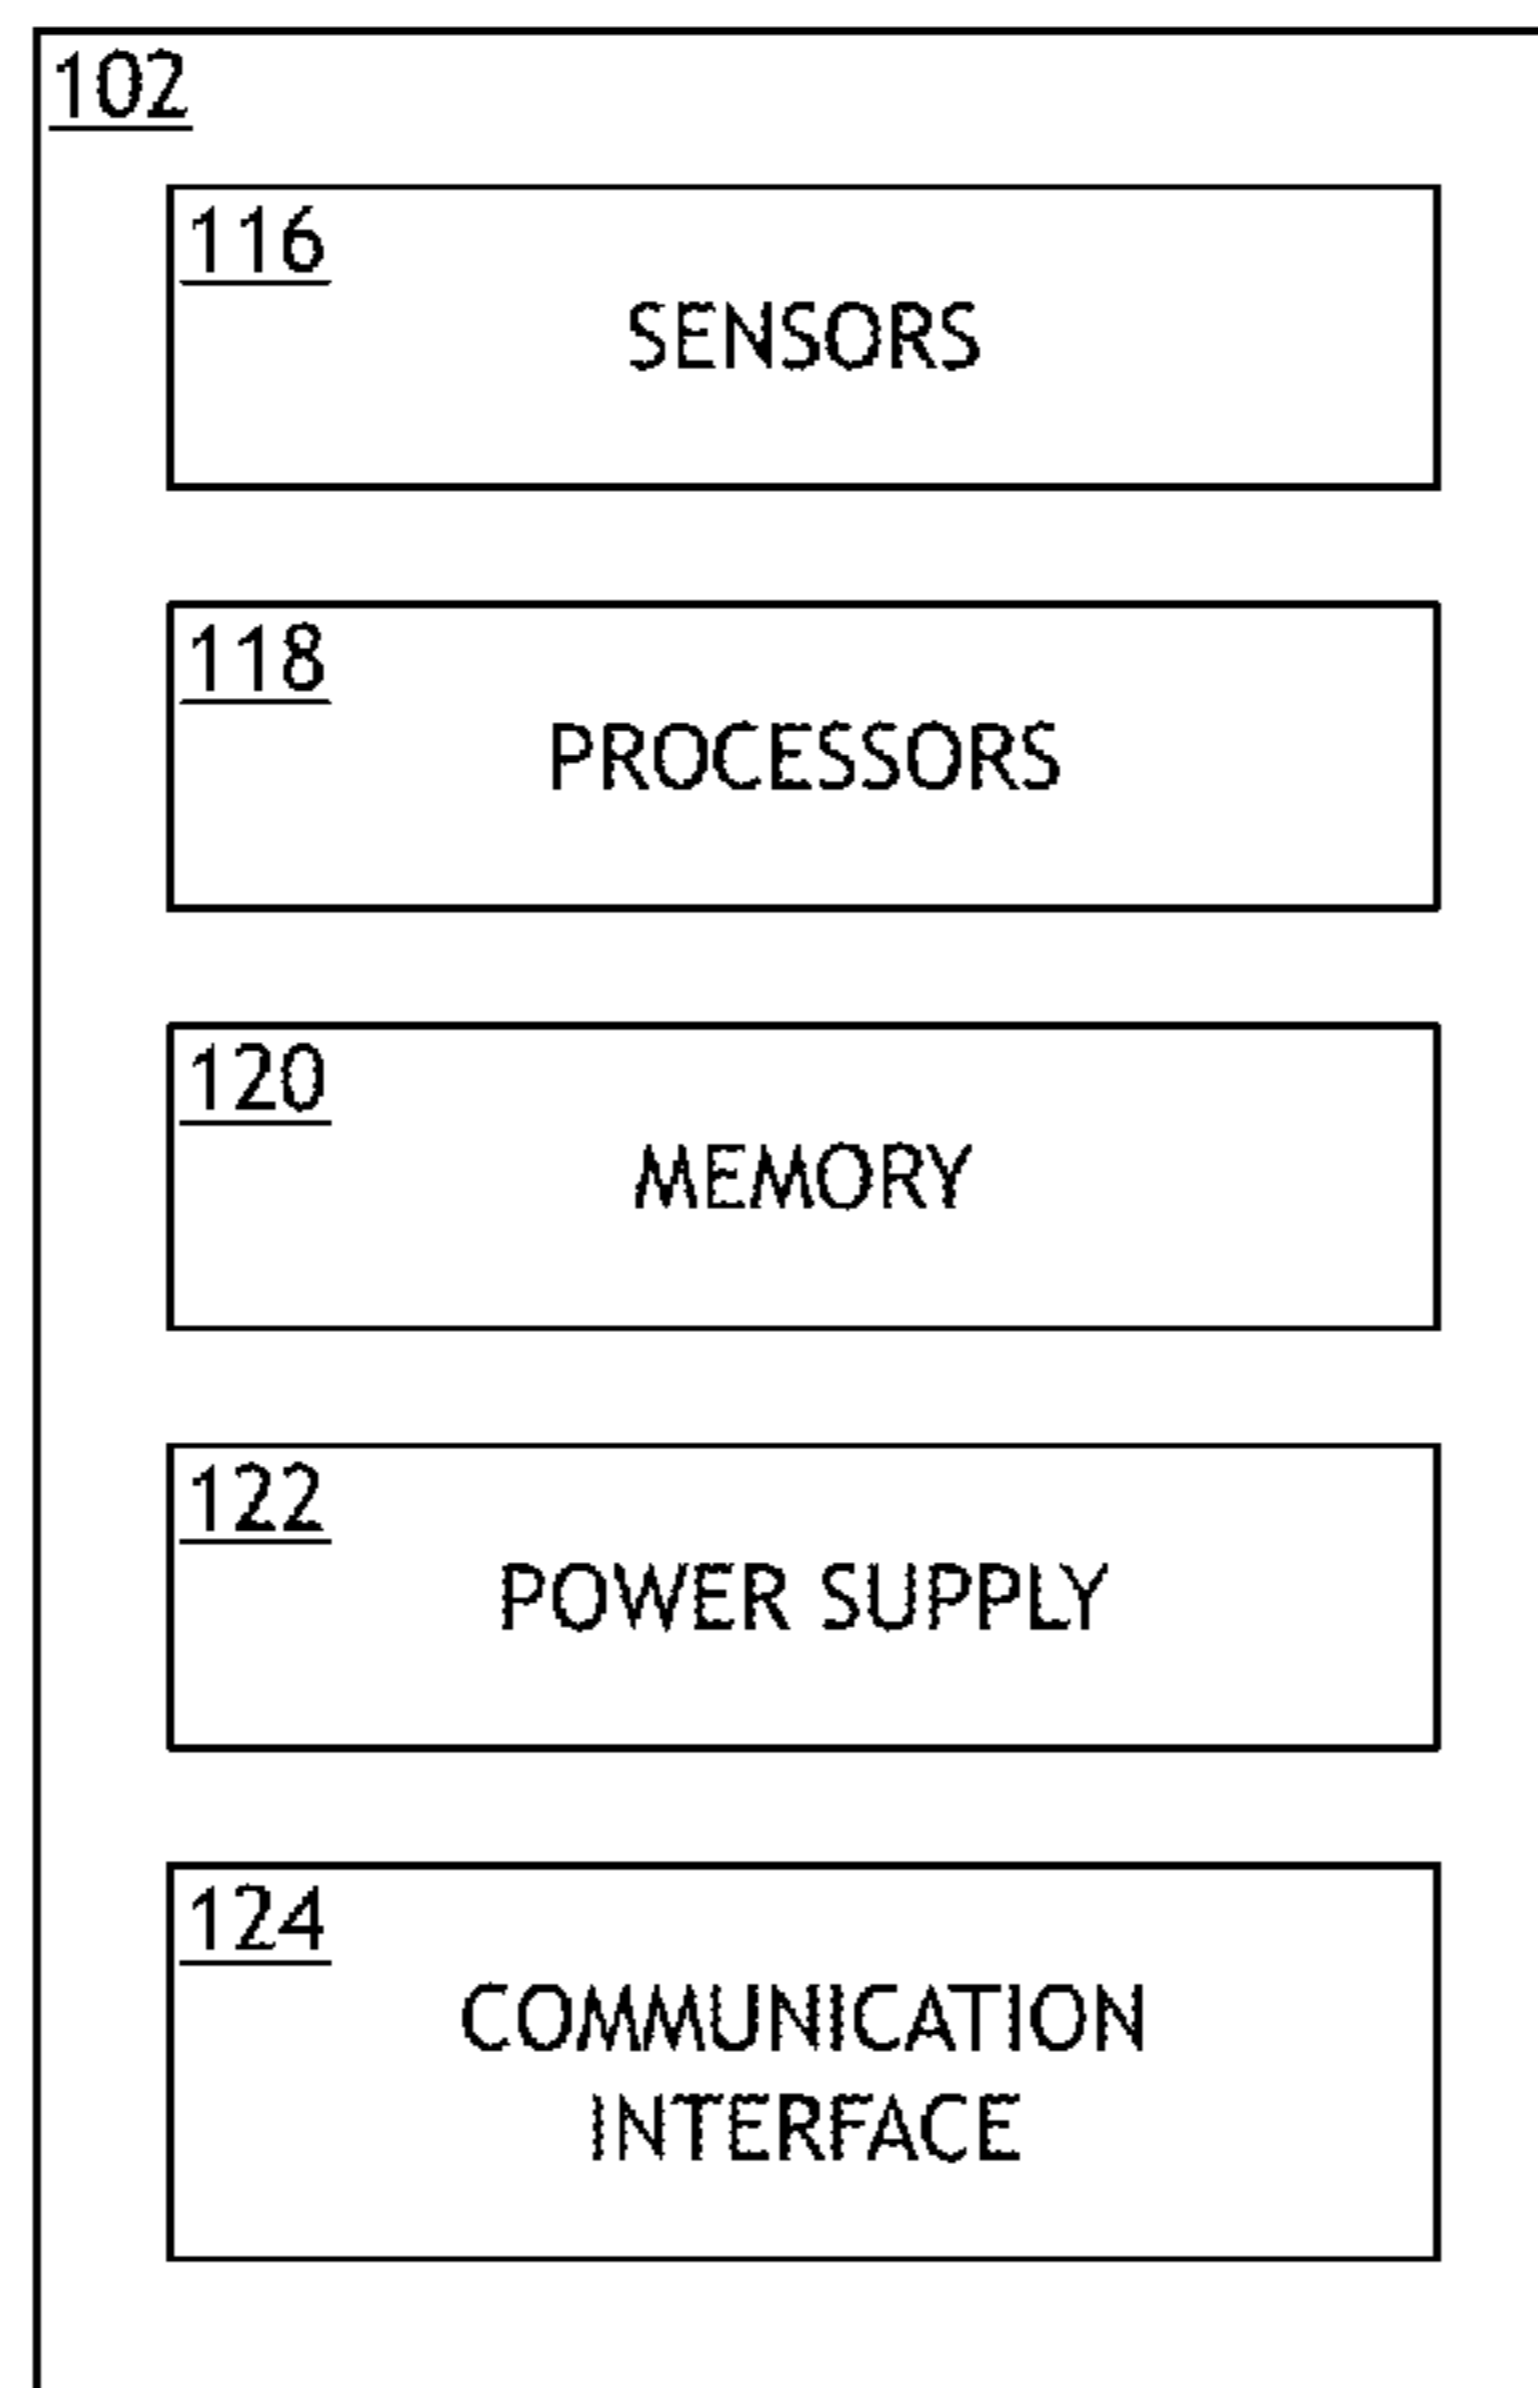 102
116
SENSORS
118
PROCESSORS
120
MEMORY
122
POWER SUPPLY
124
COMMUNICATION
INTERFACE